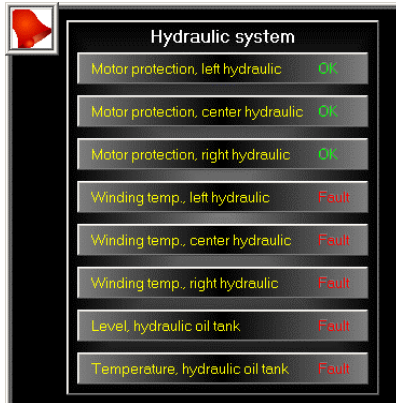 Hydraulic system
Motor protection, left hydraulic OK
Motor protection, center hydraulic OK
Motor protection, right hydraulic OK
Winding temp., left hydraulic Fault
Winding temp., center hydraulic Fault
Winding temp., right hydraulic Fault
Level, hydraulic oil tank Fault
Temperature, hydraulic oil tank Fault